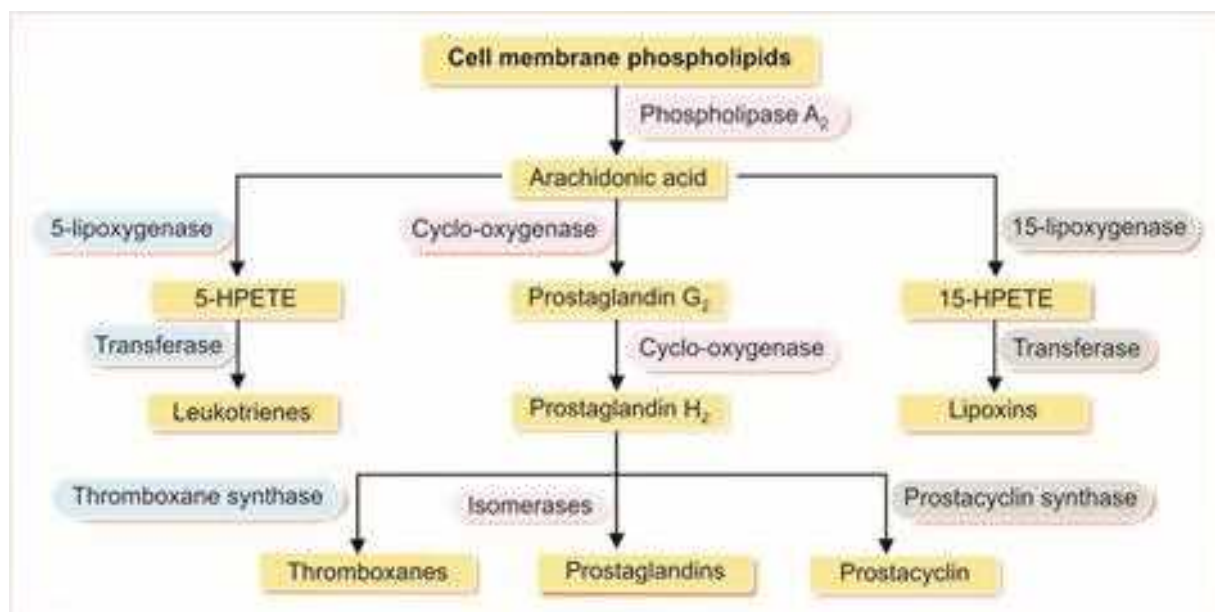 Cell membrane phospholipids
Phospholipase A₂
Arachidonic acid
5-lipoxygenase
Cyclo-oxygenase
15-lipoxygenase
5-HPETE
Prostaglandin G₂
15-HPETE
Transferase
Cyclo-oxygenase
Transferase
Leukotrienes
Prostaglandin H₂
Lipoxins
Thromboxane synthase
Isomerases
Prostacyclin synthase
Thromboxanes
Prostaglandins
Prostacyclin